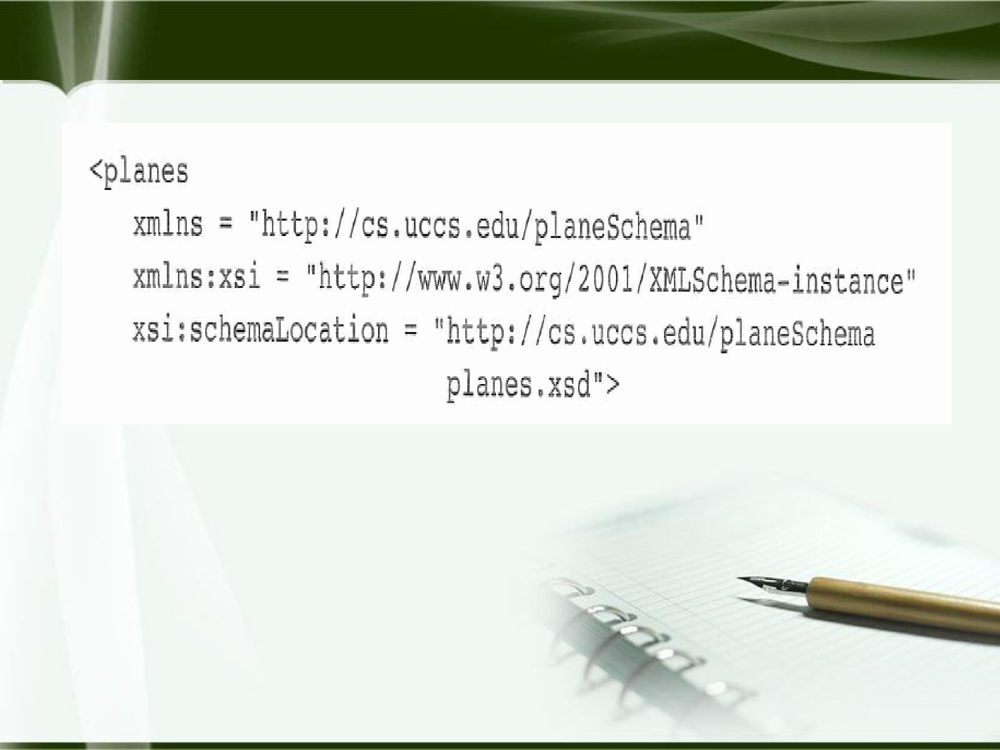 <planes
xmlns = "http://cs.uccs.edu/planeSchema"
xmlns:xsi = "http://www.w3.org/2001/XMLSchema-instance"
xsi:schemaLocation = "http://cs.uccs.edu/planeSchema
planes.xsd">